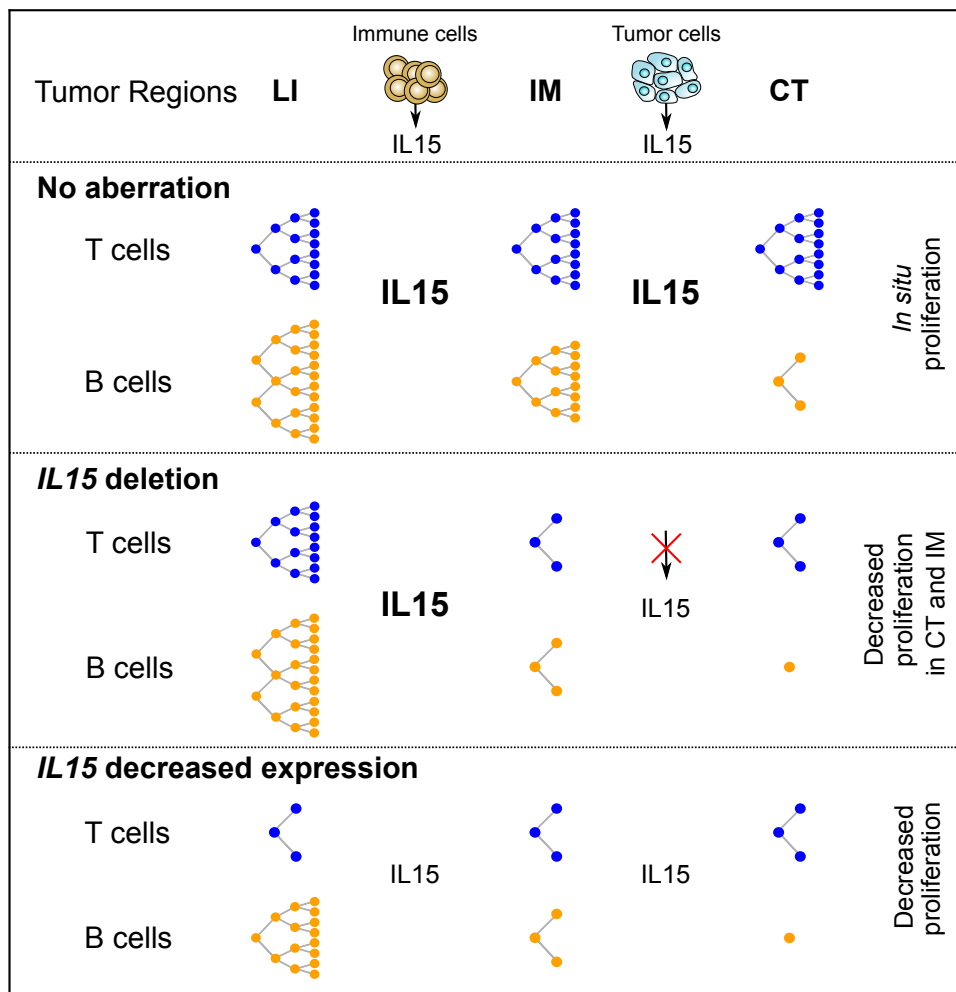 Immune cells
Tumor cells
Tumor Regions LI IM CT
IL15 IL15
No aberration
T cells
IL15 IL15
B cells
In situ
proliferation
IL15 deletion
T cells
IL15 IL15
B cells
Decreased
proliferation
in CT and IM
IL15 decreased expression
T cells
IL15 IL15
B cells
Decreased
proliferation